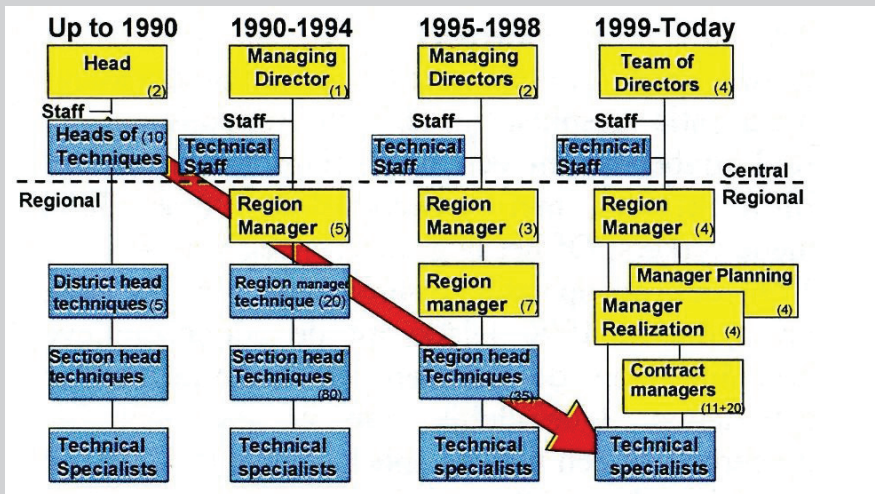 Up to 1990
Head
(2)
Staff
Heads of (10)
Techniques
Regional
District head
techniques (5)
Section head
techniques
Technical
Specialists
1990-1994
Managing
Director
(1)
Staff
Technical
Staff
Region
Manager (5)
Region manager
technique (20)
Section head
Techniques
(80)
Technical
specialists
1995-1998
Managing
Directors
(2)
Staff
Technical
Staff
Region
Manager (3)
Region
manager (7)
Region head
Techniques
(35)
Technical
specialists
1999-Today
Team of
Directors (4)
Staff
Technical
Staff
Central
Regional
Region
Manager (4)
Manager Planning
(4)
Manager
Realization (4)
Contract
managers
(11+20)
Technical
specialists